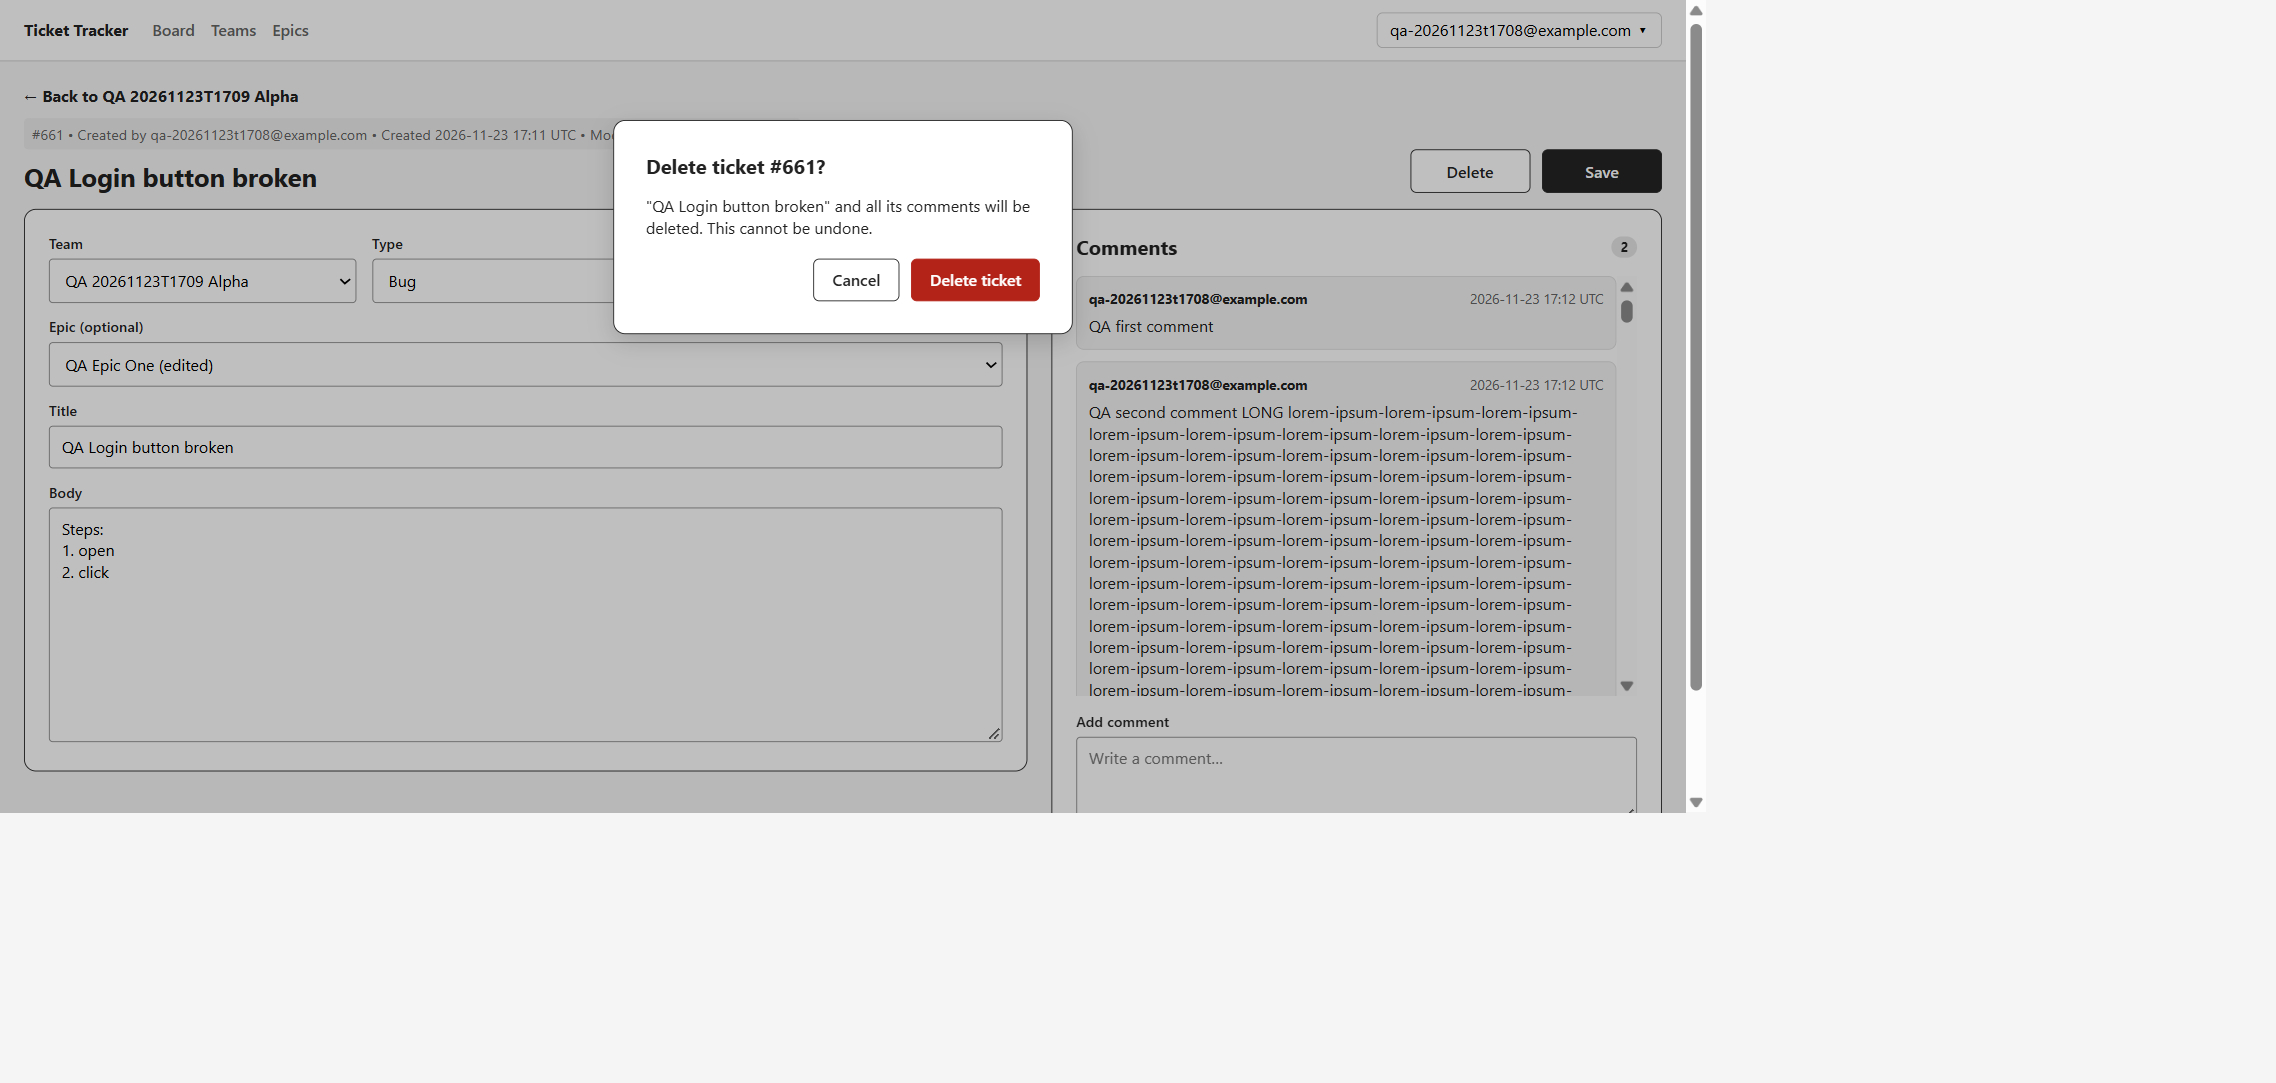 Ticket Tracker Board Teams Epics qa-20261123t1708@example.com ▾
← Back to QA 20261123T1709 Alpha
#661 • Created by qa-20261123t1708@example.com • Created 2026-11-23 17:11 UTC •
QA Login button broken
Delete Save
Delete ticket #661?
"QA Login button broken" and all its comments will be
deleted. This cannot be undone.
Cancel Delete ticket
Team Type
QA 20261123T1709 Alpha Bug
Epic (optional)
QA Epic One (edited)
Title
QA Login button broken
Body
Steps:
1. open
2. click
Comments 2
qa-20261123t1708@example.com 2026-11-23 17:12 UTC
QA first comment
qa-20261123t1708@example.com 2026-11-23 17:12 UTC
QA second comment LONG lorem-ipsum-lorem-ipsum-lorem-ipsum-
lorem-ipsum-lorem-ipsum-lorem-ipsum-lorem-ipsum-lorem-ipsum-
lorem-ipsum-lorem-ipsum-lorem-ipsum-lorem-ipsum-lorem-ipsum-
lorem-ipsum-lorem-ipsum-lorem-ipsum-lorem-ipsum-lorem-ipsum-
lorem-ipsum-lorem-ipsum-lorem-ipsum-lorem-ipsum-lorem-ipsum-
lorem-ipsum-lorem-ipsum-lorem-ipsum-lorem-ipsum-lorem-ipsum-
lorem-ipsum-lorem-ipsum-lorem-ipsum-lorem-ipsum-lorem-ipsum-
lorem-ipsum-lorem-ipsum-lorem-ipsum-lorem-ipsum-lorem-ipsum-
lorem-ipsum-lorem-ipsum-lorem-ipsum-lorem-ipsum-lorem-ipsum-
lorem-ipsum-lorem-ipsum-lorem-ipsum-lorem-ipsum-lorem-ipsum-
lorem-ipsum-lorem-ipsum-lorem-ipsum-lorem-ipsum-lorem-ipsum-
lorem-ipsum-lorem-ipsum-lorem-ipsum-lorem-ipsum-lorem-ipsum-
lorem-ipsum-lorem-ipsum-lorem-ipsum-lorem-ipsum-lorem-ipsum-
lorem-ipsum-lorem-ipsum-lorem-ipsum-lorem-ipsum-lorem-ipsum-
Add comment
Write a comment...